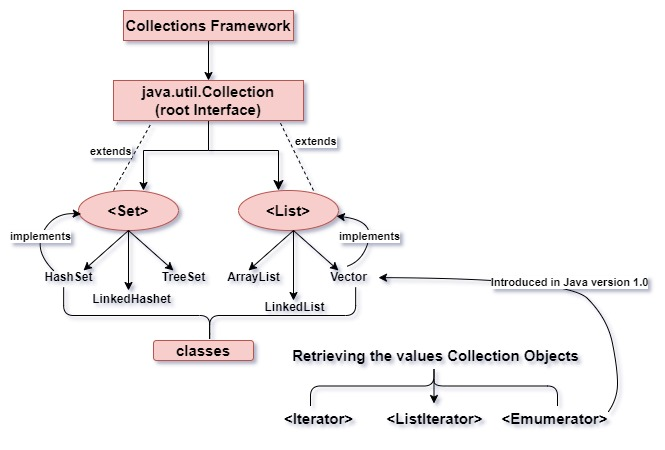 Collections Framework
java.util.Collection
(root Interface)
extends
extends
<Set>
<List>
implements
implements
HashSet
TreeSet
ArrayList
Vector
Introduced in Java version 1.0
LinkedHashet
LinkedList
classes
Retrieving the values Collection Objects
<Iterator>
<ListIterator>
<Emumerator>